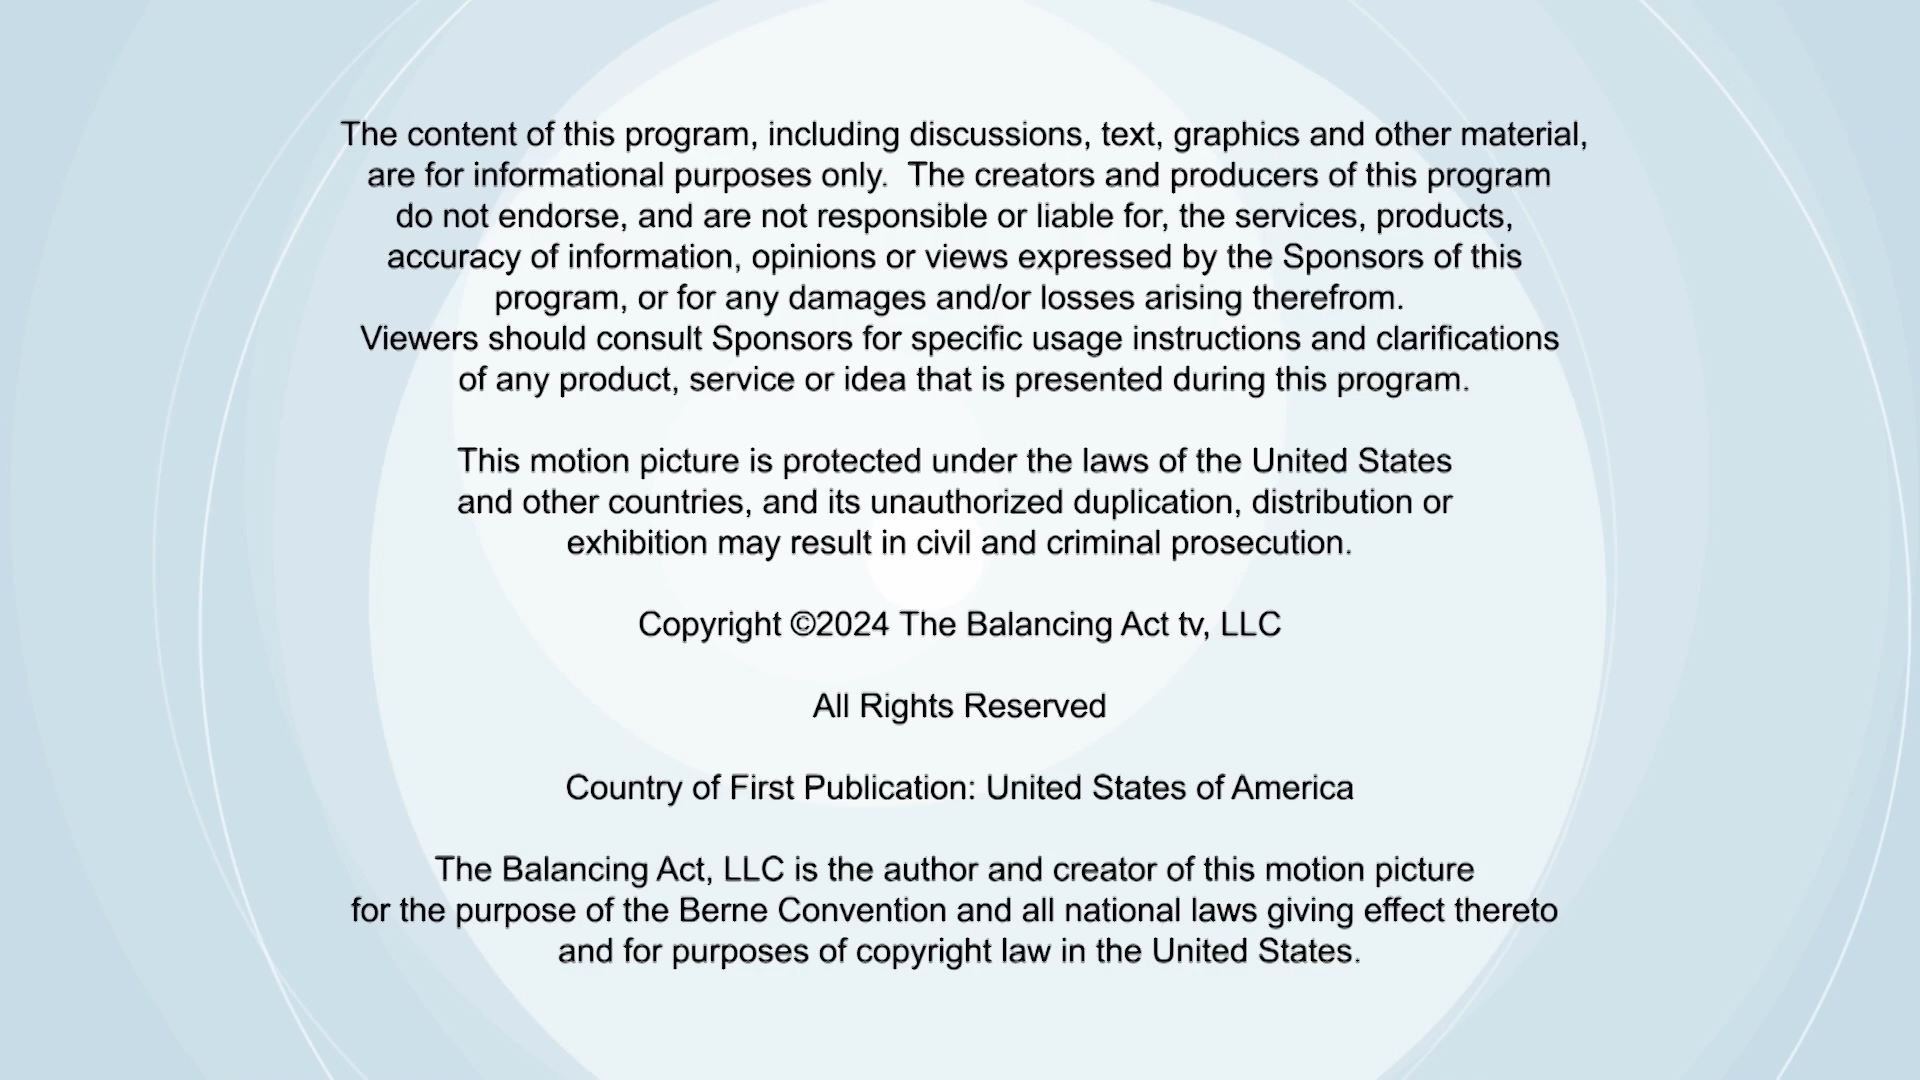 The content of this program, including discussions, text, graphics and other material,
are for informational purposes only.  The creators and producers of this program
do not endorse, and are not responsible or liable for, the services, products,
accuracy of information, opinions or views expressed by the Sponsors of this
program, or for any damages and/or losses arising therefrom.
Viewers should consult Sponsors for specific usage instructions and clarifications
of any product, service or idea that is presented during this program.
This motion picture is protected under the laws of the United States
and other countries, and its unauthorized duplication, distribution or
exhibition may result in civil and criminal prosecution.
Copyright ©2024 The Balancing Act tv, LLC
All Rights Reserved
Country of First Publication: United States of America
The Balancing Act, LLC is the author and creator of this motion picture
for the purpose of the Berne Convention and all national laws giving effect thereto
and for purposes of copyright law in the United States.